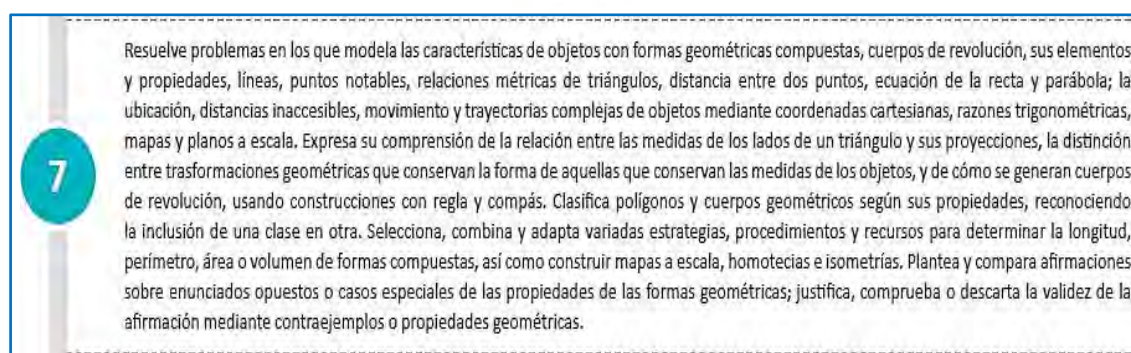 Resuelve problemas en los que modela las características de objetos con formas geométricas compuestas, cuerpos de revolución, sus elementos
y propiedades, líneas, puntos notables, relaciones métricas de triángulos, distancia entre dos puntos, ecuación de la recta y parábola; la
ubicación, distancias inaccesibles, movimiento y trayectorias complejas de objetos mediante coordenadas cartesianas, razones trigonométricas,
mapas y planos a escala. Expresa su comprensión de la relación entre las medidas de los lados de un triángulo y sus proyecciones, la distinción
7
entre trasformaciones geométricas que conservan la forma de aquellas que conservan las medidas de los objetos, y de cómo se generan cuerpos
de revolución, usando construcciones con regla y compás. Clasifica polígonos y cuerpos geométricos según sus propiedades, reconociendo
la inclusión de una clase en otra. Selecciona, combina y adapta variadas estrategias, procedimientos y recursos para determinar la longitud,
perímetro, área o volumen de formas compuestas, así como construir mapas a escala, homotecias e isometrías. Plantea y compara afirmaciones
sobre enunciados opuestos o casos especiales de las propiedades de las formas geométricas; justifica, comprueba o descarta la validez de la
afirmación mediante contraejemplos o propiedades geométricas.